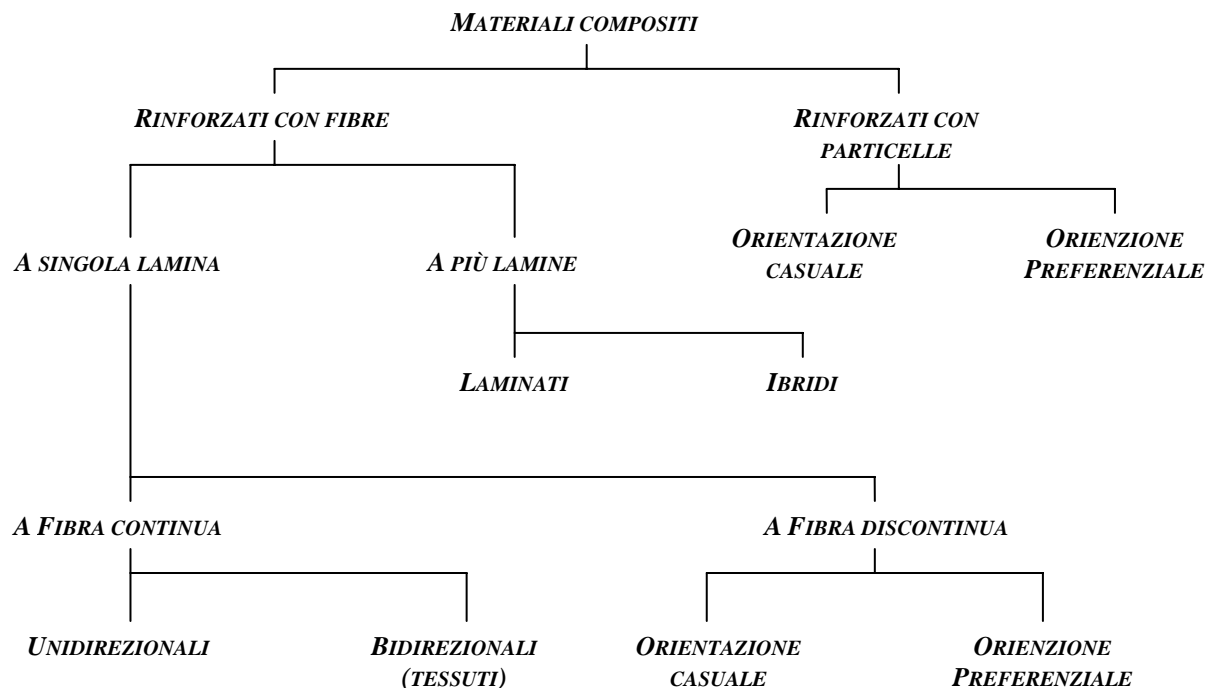 MATERIALI COMPOSITI
RINFORZATI CON FIBRE
RINFORZATI CON
PARTICELLE
ORIENTAZIONE
CASUALE
ORIENZIONE
PREFERENZIALE
A SINGOLA LAMINA
A PIÙ LAMINE
LAMINATI
IBRIDI
A FIBRA CONTINUA
A FIBRA DISCONTINUA
UNIDIREZIONALI
BIDIREZIONALI
(TESSUTI)
ORIENTAZIONE
CASUALE
ORIENZIONE
PREFERENZIALE